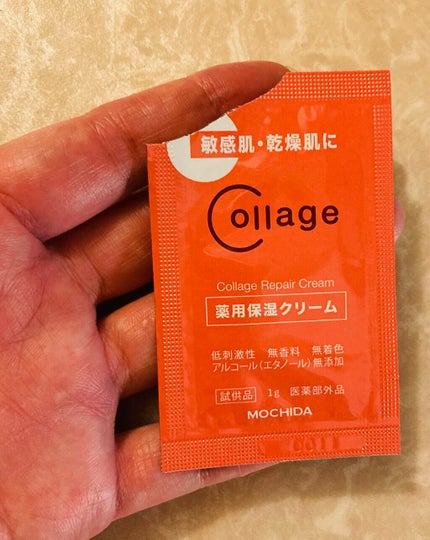 敏感肌・乾燥肌に
Collage
Collage Repair Cream
薬用保湿クリーム
低刺激性 無香料 無着色
アルコール(エタノール)無添加
試供品 1g 医薬部外品
MOCHIDA